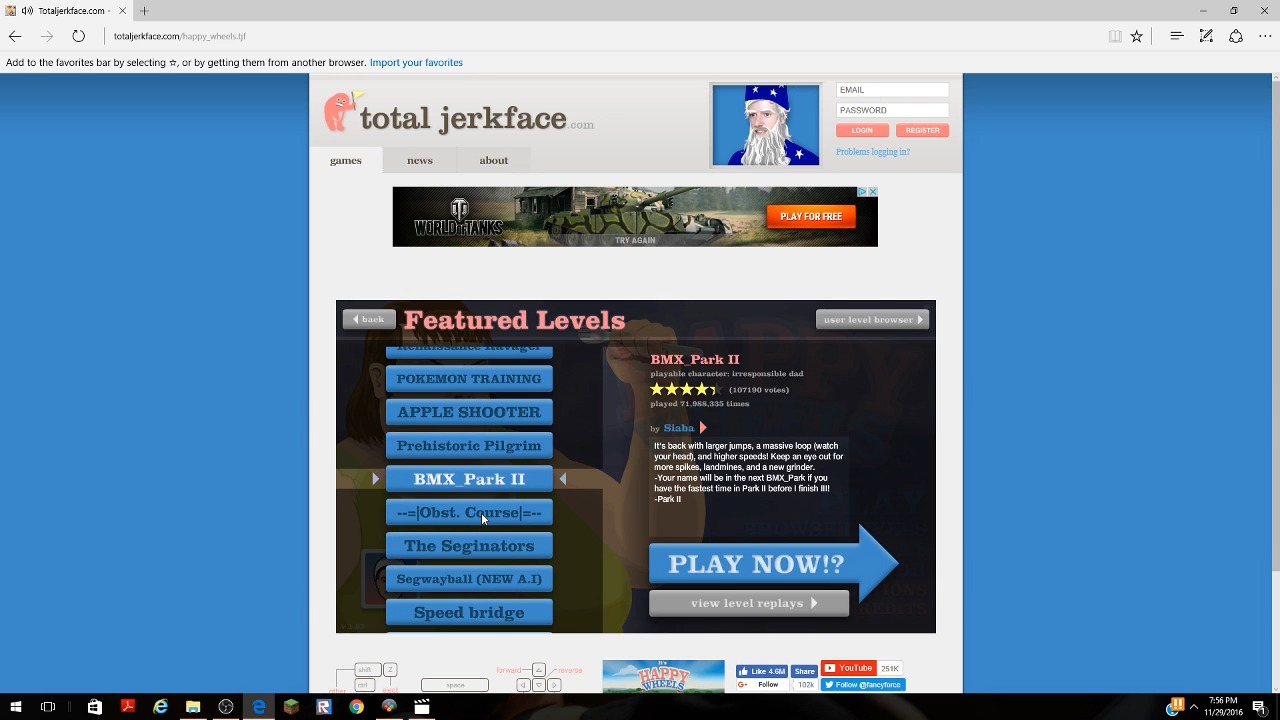 Totaljerkface.com -
totaljerkface.com/happy_wheels.tjf
Add to the favorites bar by selecting ☆, or by getting them from another browser. Import your favorites
total jerkface.com
EMAIL
PASSWORD
LOGIN REGISTER
Problems logging in?
games news about
WORLD OF TANKS
PLAY FOR FREE
TRY AGAIN
back
Featured Levels
user level browser
Renaissance Ravager
POKEMON TRAINING
APPLE SHOOTER
Prehistoric Pilgrim
BMX_Park II
--=|Obst. Course|=--
The Seginators
Segwayball (NEW A.I)
Speed bridge
BMX_Park II
playable character: irresponsible dad
(107190 votes)
played 71,988,335 times
by Siaba
It's back with larger jumps, a massive loop (watch
your head), and higher speeds! Keep an eye out for
more spikes, landmines, and a new grinder.
-Your name will be in the next BMX_Park if you
have the fastest time in Park II before I finish III!
-Park II
PLAY NOW!?
view level replays
shift Z
ctrl
other eject
space
forward reverse
It's
HAPPY
WHEELS
Like 4.6M Share
YouTube 251K
G+ Follow 102k
Follow @fancyforce
7:56 PM
11/29/2016